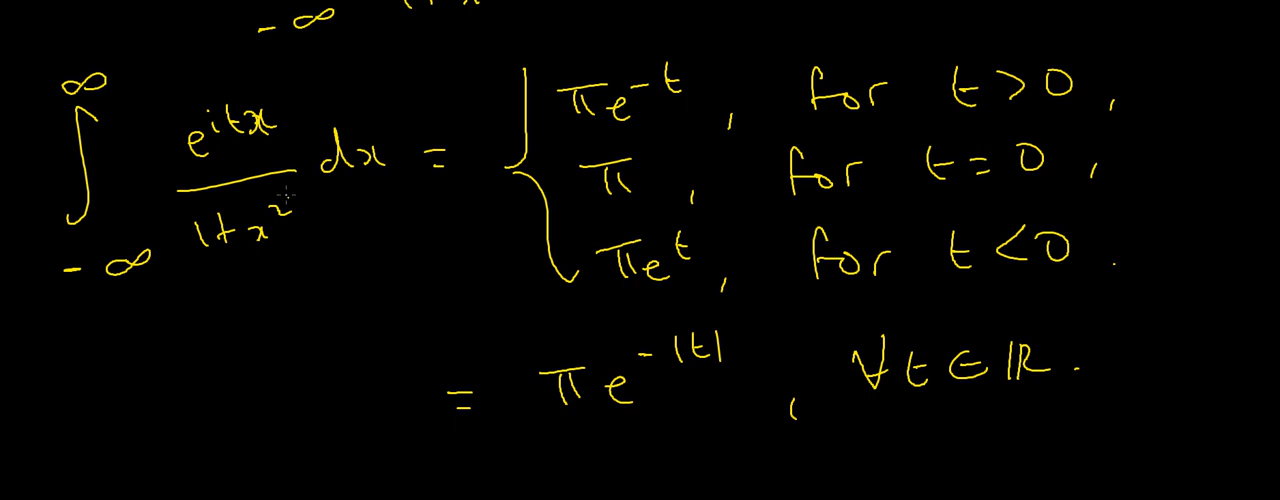 -∞
∫_{-∞}^{∞} e^{itx}/(1+x²) dx = { πe^{-t}, for t>0,
π, for t=0,
πe^{t}, for t<0.
= πe^{-|t|}, ∀t∈ℝ.